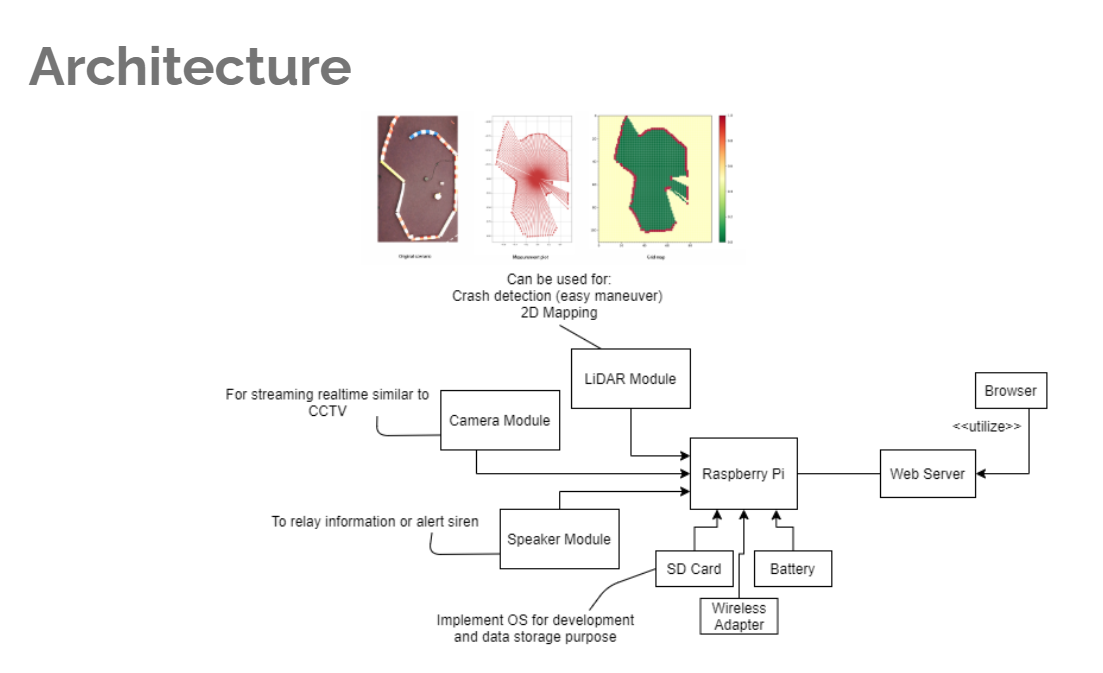 Architecture
Original scenario
Measurement plot
Grid map
Can be used for:
Crash detection (easy maneuver)
2D Mapping
LiDAR Module
For streaming realtime similar to
CCTV
Camera Module
Browser
<<utilize>>
Raspberry Pi
Web Server
To relay information or alert siren
Speaker Module
SD Card
Battery
Wireless
Adapter
Implement OS for development
and data storage purpose